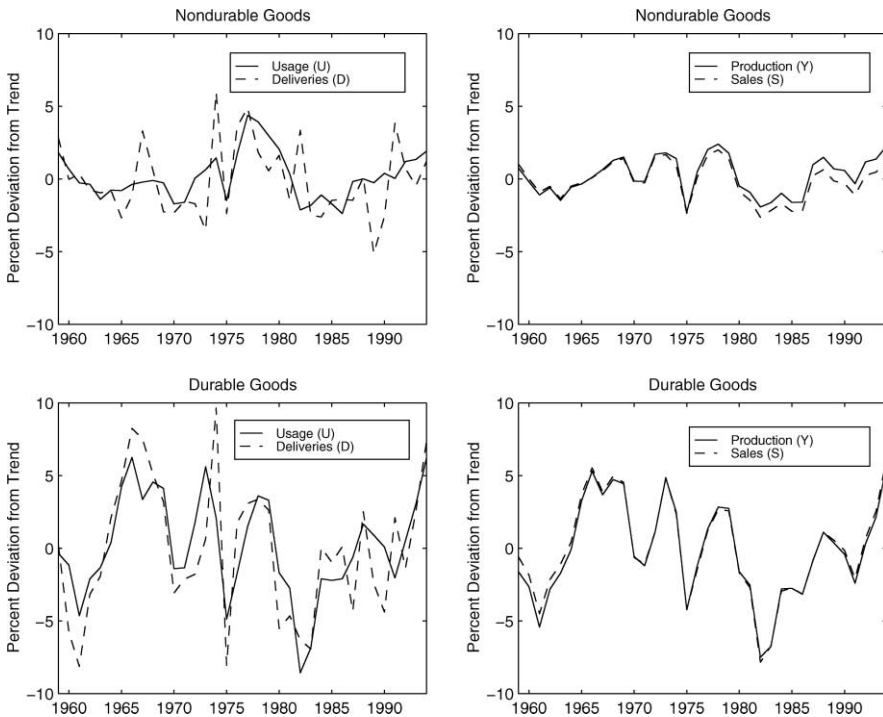 Nondurable Goods
Percent Deviation from Trend
10
5
0
−5
−10
Usage (U)
Deliveries (D)
1960 1965 1970 1975 1980 1985 1990
Nondurable Goods
Percent Deviation from Trend
10
5
0
−5
−10
Production (Y)
Sales (S)
1960 1965 1970 1975 1980 1985 1990
Durable Goods
Percent Deviation from Trend
10
5
0
−5
−10
Usage (U)
Deliveries (D)
1960 1965 1970 1975 1980 1985 1990
Durable Goods
Percent Deviation from Trend
10
5
0
−5
−10
Production (Y)
Sales (S)
1960 1965 1970 1975 1980 1985 1990